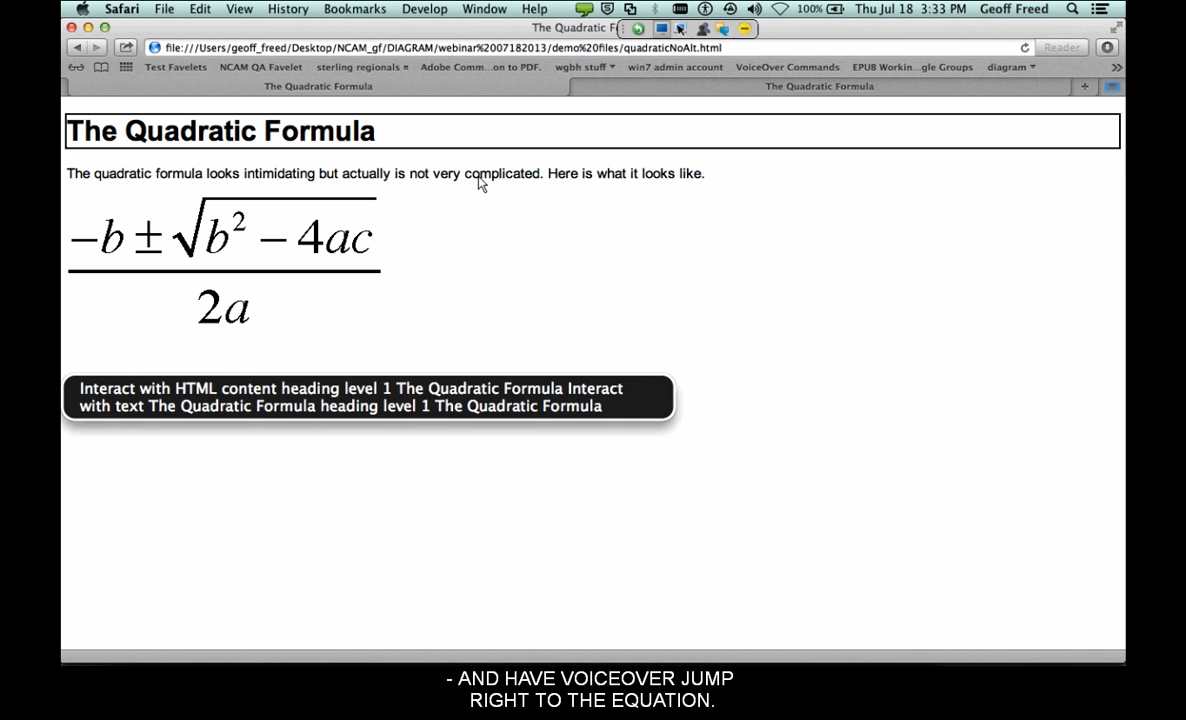 Safari File Edit View History Bookmarks Develop Window Help 100% Thu Jul 18 3:33 PM Geoff Freed
The Quadratic F
file:///Users/geoff_freed/Desktop/NCAM_gf/DIAGRAM/webinar%2007182013/demo%20files/quadraticNoAlt.html Reader
Test Favelets NCAM QA Favelet sterling regionals Adobe Comm...on to PDF. wgbh stuff win7 admin account VoiceOver Commands EPUB Workin...gle Groups diagram
The Quadratic Formula The Quadratic Formula
The Quadratic Formula
The quadratic formula looks intimidating but actually is not very complicated. Here is what it looks like.
−b ± √b² − 4ac
2a
Interact with HTML content heading level 1 The Quadratic Formula Interact
with text The Quadratic Formula heading level 1 The Quadratic Formula
- AND HAVE VOICEOVER JUMP
RIGHT TO THE EQUATION.